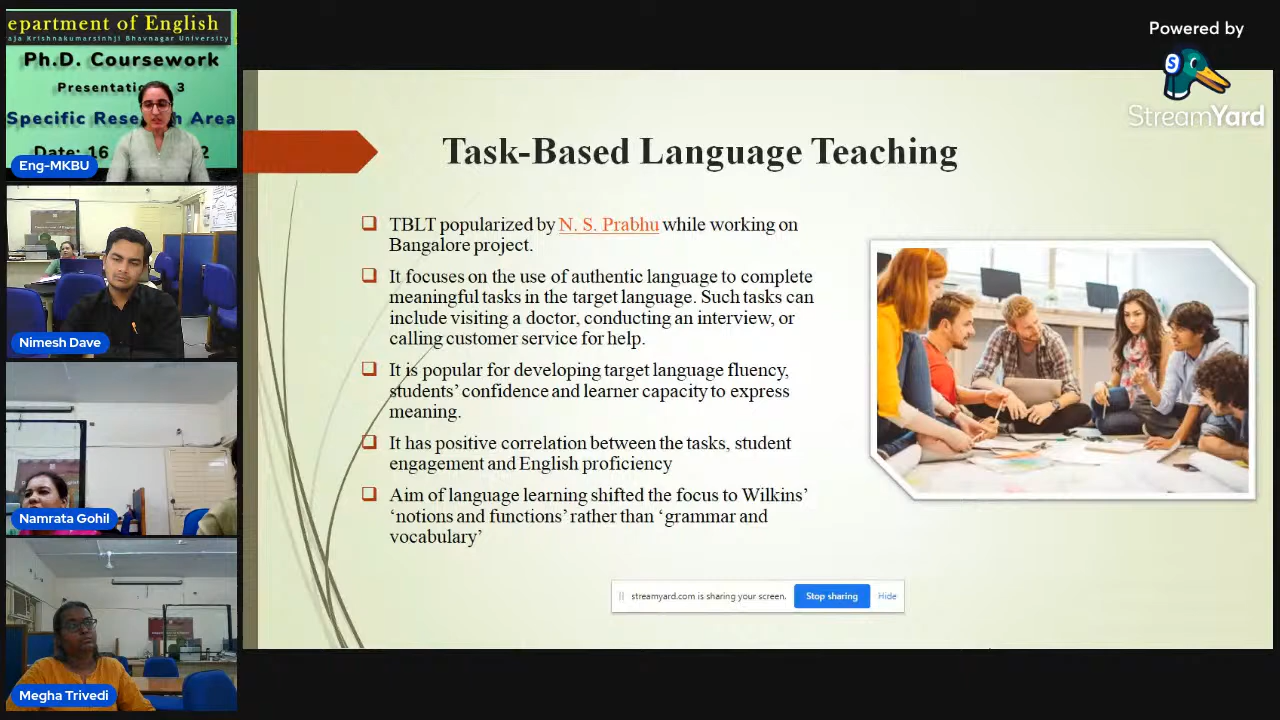 epartment of English
aja Krishnakumarsinhji Bhavnagar University
Ph.D. Coursework
3
Specific Area
Date: 16 2
Eng-MKBU
Nimesh Dave
Namrata Gohil
Megha Trivedi
Powered by
S
StreamYard
Task-Based Language Teaching
TBLT popularized by N. S. Prabhu while working on
Bangalore project.
It focuses on the use of authentic language to complete
meaningful tasks in the target language. Such tasks can
include visiting a doctor, conducting an interview, or
calling customer service for help.
It is popular for developing target language fluency,
students’ confidence and learner capacity to express
meaning.
It has positive correlation between the tasks, student
engagement and English proficiency
Aim of language learning shifted the focus to Wilkins’
‘notions and functions’ rather than ‘grammar and
vocabulary’
streamyard.com is sharing your screen. Stop sharing Hide